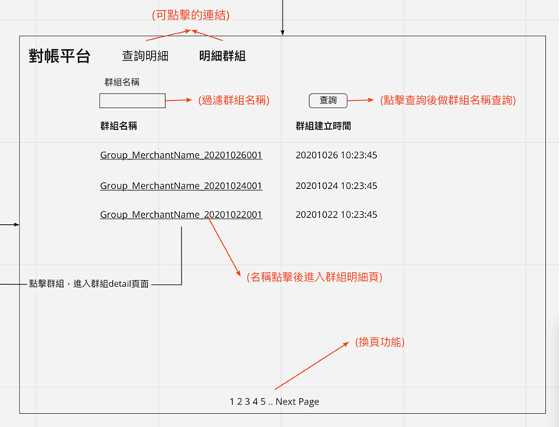 (可點擊的連結)
對帳平台 查詢明細 明細群組
群組名稱
(過濾群組名稱) 查詢 (點擊查詢後做群組名稱查詢)
群組名稱 群組建立時間
Group_MerchantName_20201026001 20201026 10:23:45
Group_MerchantName_20201024001 20201024 10:23:45
Group_MerchantName_20201022001 20201022 10:23:45
(名稱點擊後進入群組明細頁)
點擊群組，進入群組detail頁面
(換頁功能)
1 2 3 4 5 .. Next Page